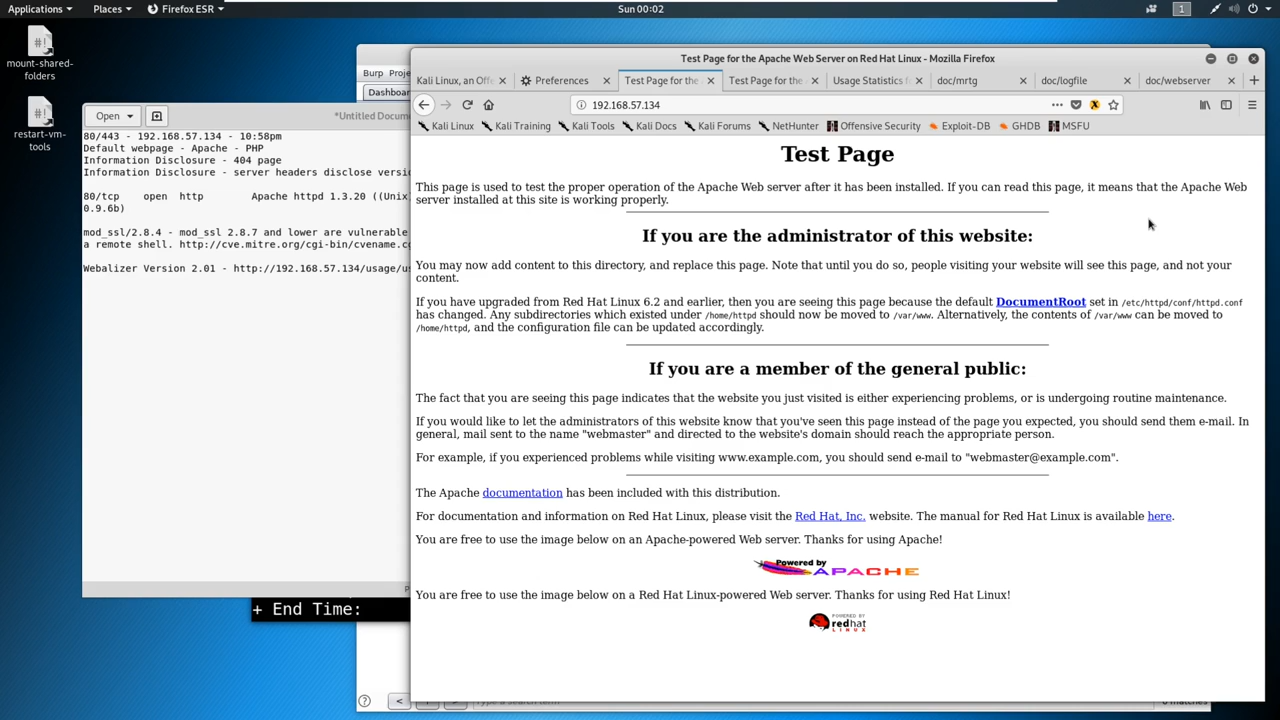 Applications
Places
Firefox ESR
Sun 00:02
1
mount-shared-
folders
restart-vm-
tools
Burp
Dashboar
Open
*Untitled Docume
80/443 - 192.168.57.134 - 10:58pm
Default webpage - Apache - PHP
Information Disclosure - 404 page
Information Disclosure - server headers disclose versi
80/tcp open http Apache httpd 1.3.20 ((Unix
0.9.6b)
mod_ssl/2.8.4 - mod_ssl 2.8.7 and lower are vulnerable
a remote shell. http://cve.mitre.org/cgi-bin/cvename.c
Webalizer Version 2.01 - http://192.168.57.134/usage/u
+ End Time:
Test Page for the Apache Web Server on Red Hat Linux - Mozilla Firefox
Kali Linux, an Off
Preferences
Test Page for the
Test Page for the
Usage Statistics f
doc/mrtg
doc/logfile
doc/webserver
192.168.57.134
Kali Linux
Kali Training
Kali Tools
Kali Docs
Kali Forums
NetHunter
Offensive Security
Exploit-DB
GHDB
MSFU
Test Page
This page is used to test the proper operation of the Apache Web server after it has been installed. If you can read this page, it means that the Apache Web
server installed at this site is working properly.
If you are the administrator of this website:
You may now add content to this directory, and replace this page. Note that until you do so, people visiting your website will see this page, and not your
content.
If you have upgraded from Red Hat Linux 6.2 and earlier, then you are seeing this page because the default DocumentRoot set in /etc/httpd/conf/httpd.conf
has changed. Any subdirectories which existed under /home/httpd should now be moved to /var/www. Alternatively, the contents of /var/www can be moved to
/home/httpd, and the configuration file can be updated accordingly.
If you are a member of the general public:
The fact that you are seeing this page indicates that the website you just visited is either experiencing problems, or is undergoing routine maintenance.
If you would like to let the administrators of this website know that you've seen this page instead of the page you expected, you should send them e-mail. In
general, mail sent to the name "webmaster" and directed to the website's domain should reach the appropriate person.
For example, if you experienced problems while visiting www.example.com, you should send e-mail to "webmaster@example.com".
The Apache documentation has been included with this distribution.
For documentation and information on Red Hat Linux, please visit the Red Hat, Inc. website. The manual for Red Hat Linux is available here.
You are free to use the image below on an Apache-powered Web server. Thanks for using Apache!
Powered by
APACHE
You are free to use the image below on a Red Hat Linux-powered Web server. Thanks for using Red Hat Linux!
POWERED BY
redhat
LINUX
Type a search term
0 matches